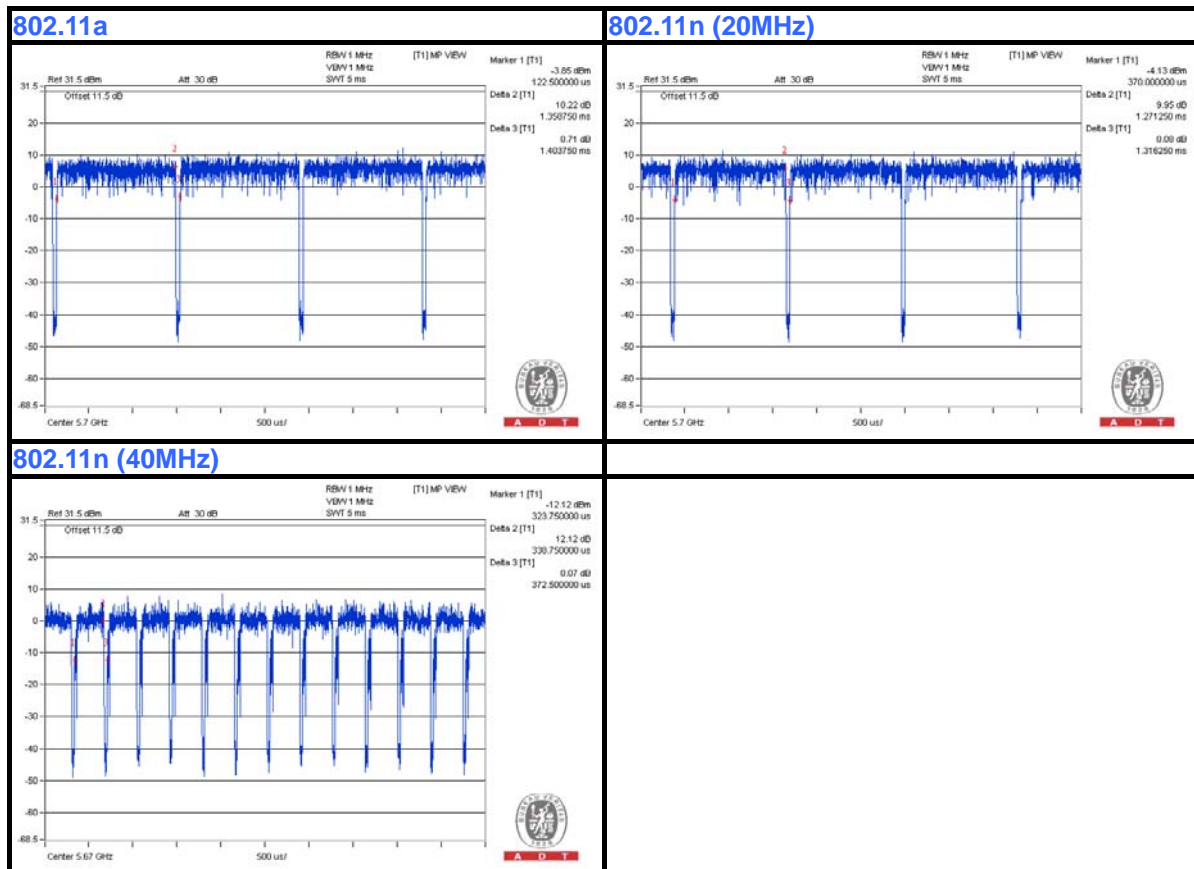 802.11a
RBW 1 MHz [T1] MP VIEW
VBW 1 MHz
Ref 31.5 dBm Att 30 dB SWT 5 ms
Marker 1 [T1]
-3.85 dBm
122.500000 us
Delta 2 [T1]
10.22 dB
1.358750 ms
Delta 3 [T1]
0.71 dB
1.403750 ms
31.5
Offset 11.5 dB
20
10
0
-10
-20
-30
-40
-50
-60
-68.5
Center 5.7 GHz 500 us/
A D T
802.11n (20MHz)
RBW 1 MHz [T1] MP VIEW
VBW 1 MHz
Ref 31.5 dBm Att 30 dB SWT 5 ms
Marker 1 [T1]
-4.13 dBm
370.000000 us
Delta 2 [T1]
9.95 dB
1.271250 ms
Delta 3 [T1]
0.08 dB
1.316250 ms
31.5
Offset 11.5 dB
20
10
0
-10
-20
-30
-40
-50
-60
-68.5
Center 5.7 GHz 500 us/
A D T
802.11n (40MHz)
RBW 1 MHz [T1] MP VIEW
VBW 1 MHz
Ref 31.5 dBm Att 30 dB SWT 5 ms
Marker 1 [T1]
-12.12 dBm
323.750000 us
Delta 2 [T1]
12.12 dB
338.750000 us
Delta 3 [T1]
0.07 dB
372.500000 us
31.5
Offset 11.5 dB
20
10
0
-10
-20
-30
-40
-50
-60
-68.5
Center 5.67 GHz 500 us/
A D T